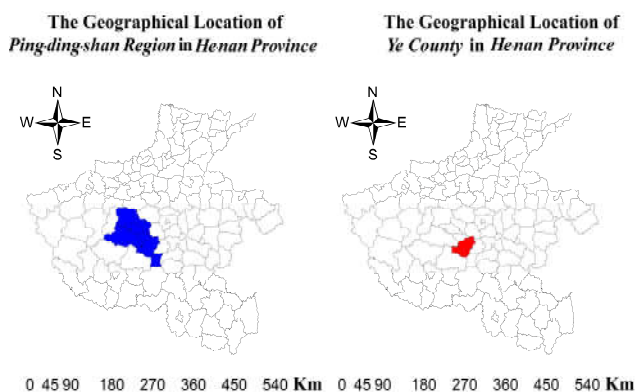 The Geographical Location of
Ping-ding-shan Region in Henan Province
N
W E
S
0 45 90 180 270 360 450 540 Km
The Geographical Location of
Ye County in Henan Province
N
W E
S
0 45 90 180 270 360 450 540 Km